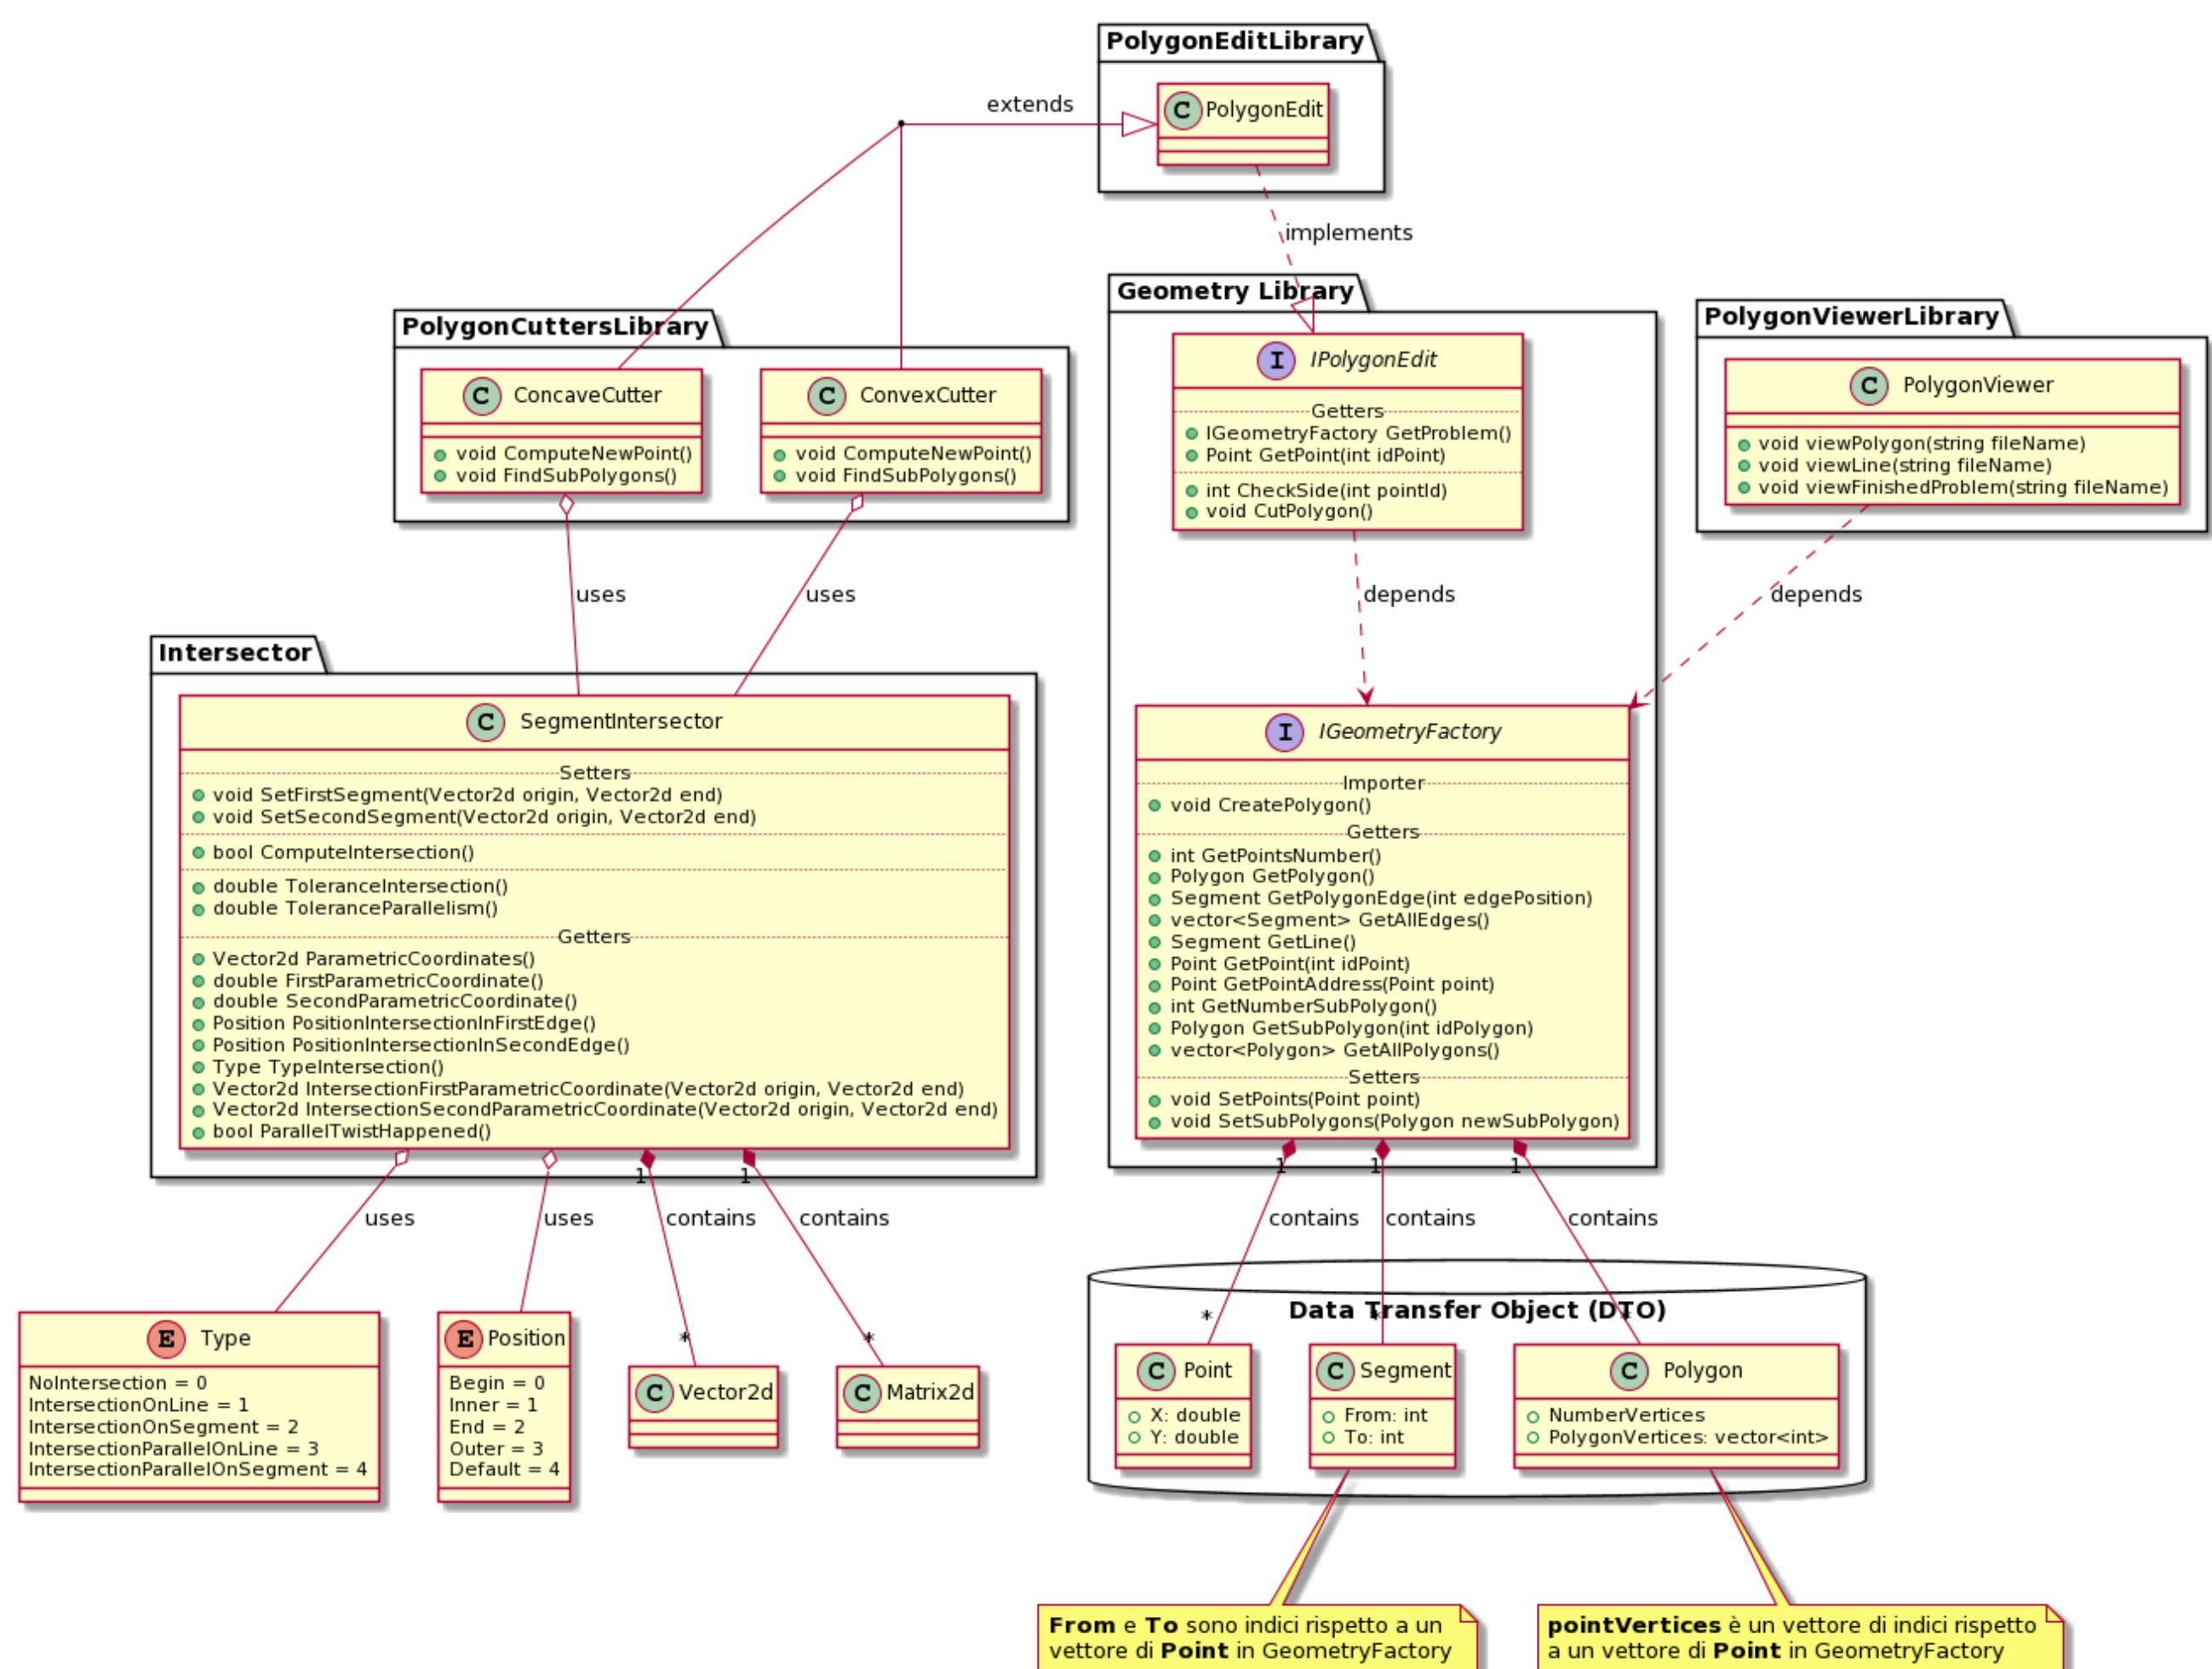 PolygonEditLibrary
C PolygonEdit
extends
implements
PolygonCuttersLibrary
C ConcaveCutter
void ComputeNewPoint()
void FindSubPolygons()
C ConvexCutter
void ComputeNewPoint()
void FindSubPolygons()
uses
uses
Geometry Library
I IPolygonEdit
Getters
IGeometryFactory GetProblem()
Point GetPoint(int idPoint)
int CheckSide(int pointId)
void CutPolygon()
depends
PolygonViewerLibrary
C PolygonViewer
void viewPolygon(string fileName)
void viewLine(string fileName)
void viewFinishedProblem(string fileName)
depends
Intersector
C SegmentIntersector
Setters
void SetFirstSegment(Vector2d origin, Vector2d end)
void SetSecondSegment(Vector2d origin, Vector2d end)
bool ComputeIntersection()
double ToleranceIntersection()
double ToleranceParallelism()
Getters
Vector2d ParametricCoordinates()
double FirstParametricCoordinate()
double SecondParametricCoordinate()
Position PositionIntersectionInFirstEdge()
Position PositionIntersectionInSecondEdge()
Type TypeIntersection()
Vector2d IntersectionFirstParametricCoordinate(Vector2d origin, Vector2d end)
Vector2d IntersectionSecondParametricCoordinate(Vector2d origin, Vector2d end)
bool ParallelTwistHappened()
I IGeometryFactory
Importer
void CreatePolygon()
Getters
int GetPointsNumber()
Polygon GetPolygon()
Segment GetPolygonEdge(int edgePosition)
vector<Segment> GetAllEdges()
Segment GetLine()
Point GetPoint(int idPoint)
Point GetPointAddress(Point point)
int GetNumberSubPolygon()
Polygon GetSubPolygon(int idPolygon)
vector<Polygon> GetAllPolygons()
Setters
void SetPoints(Point point)
void SetSubPolygons(Polygon newSubPolygon)
1
1
1
1
1
uses
uses
contains
contains
contains
contains
contains
E Type
NoIntersection = 0
IntersectionOnLine = 1
IntersectionOnSegment = 2
IntersectionParallelOnLine = 3
IntersectionParallelOnSegment = 4
E Position
Begin = 0
Inner = 1
End = 2
Outer = 3
Default = 4
*
C Vector2d
*
C Matrix2d
Data Transfer Object (DTO)
*
*
*
C Point
X: double
Y: double
C Segment
From: int
To: int
C Polygon
NumberVertices
PolygonVertices: vector<int>
From e To sono indici rispetto a un
vettore di Point in GeometryFactory
pointVertices è un vettore di indici rispetto
a un vettore di Point in GeometryFactory